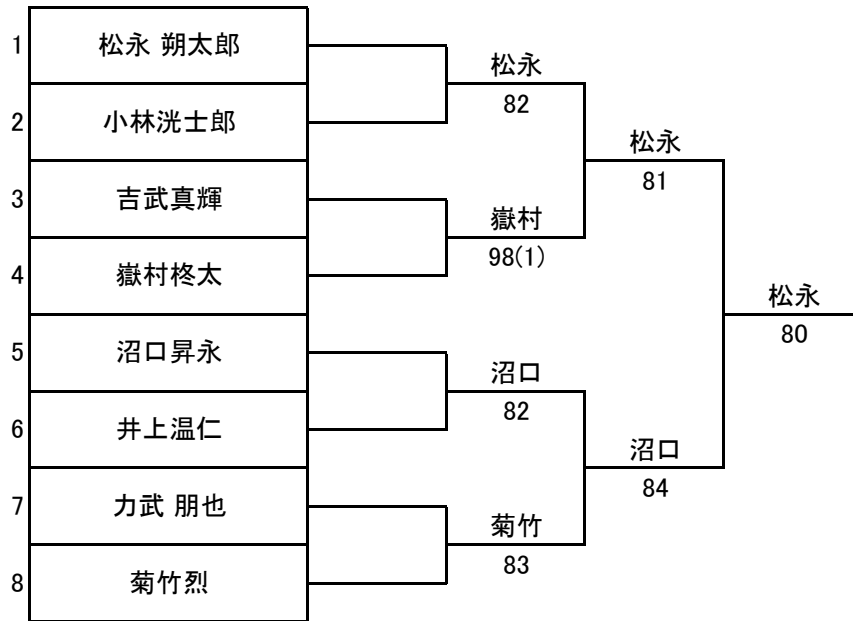 1 松永 朔太郎
2 小林洸士郎
3 吉武真輝
4 嶽村柊太
5 沼口昇永
6 井上温仁
7 力武 朋也
8 菊竹烈
松永
82
嶽村
98(1)
沼口
82
菊竹
83
松永
81
沼口
84
松永
80